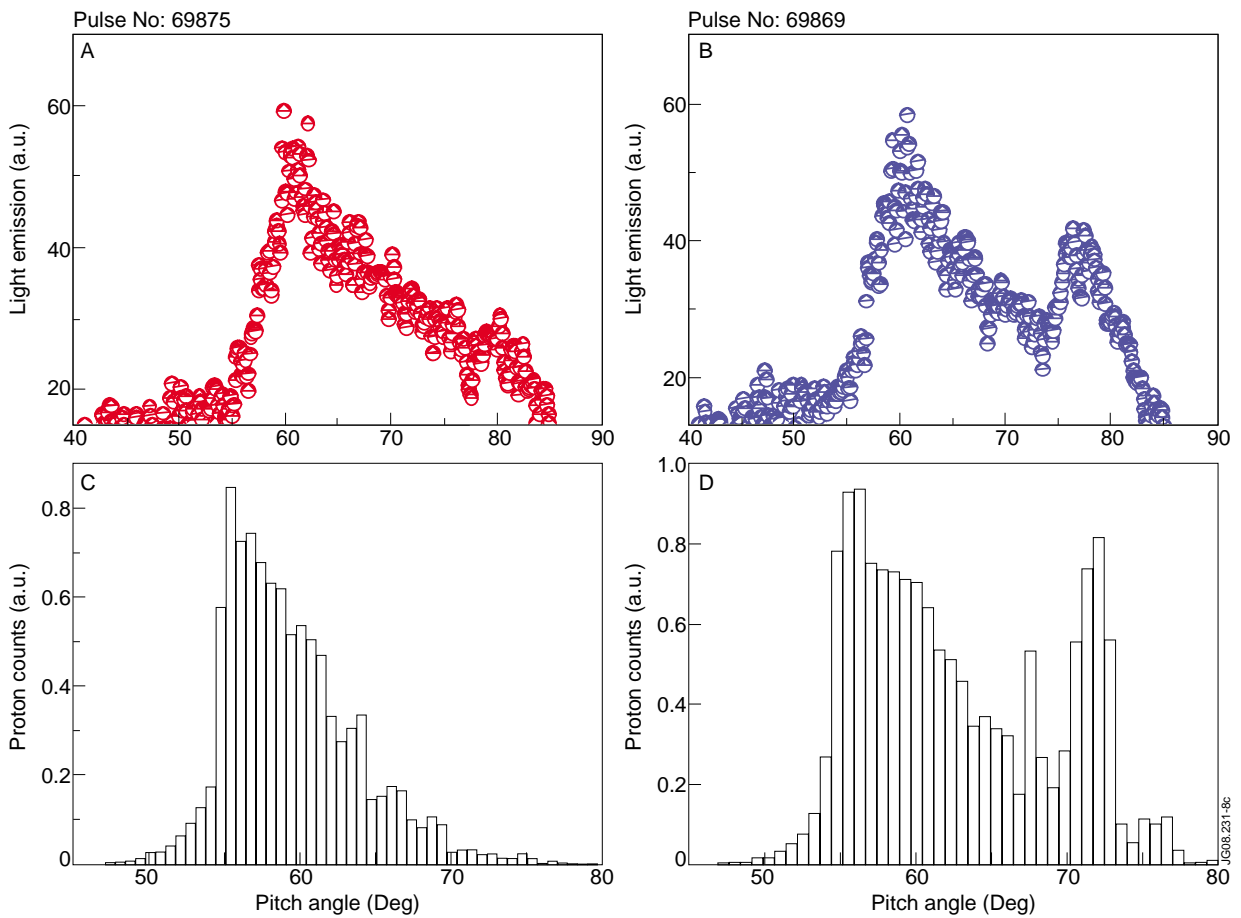 Pulse No: 69875
Pulse No: 69869
A
B
Light emission (a.u.)
60
40
20
40 50 60 70 80 90
Light emission (a.u.)
60
40
20
40 50 60 70 80 90
C
D
Proton counts (a.u.)
0.8
0.6
0.4
0.2
0
50 60 70 80
Pitch angle (Deg)
Proton counts (a.u.)
1.0
0.8
0.6
0.4
0.2
0
50 60 70 80
Pitch angle (Deg)
JG08.231-8c